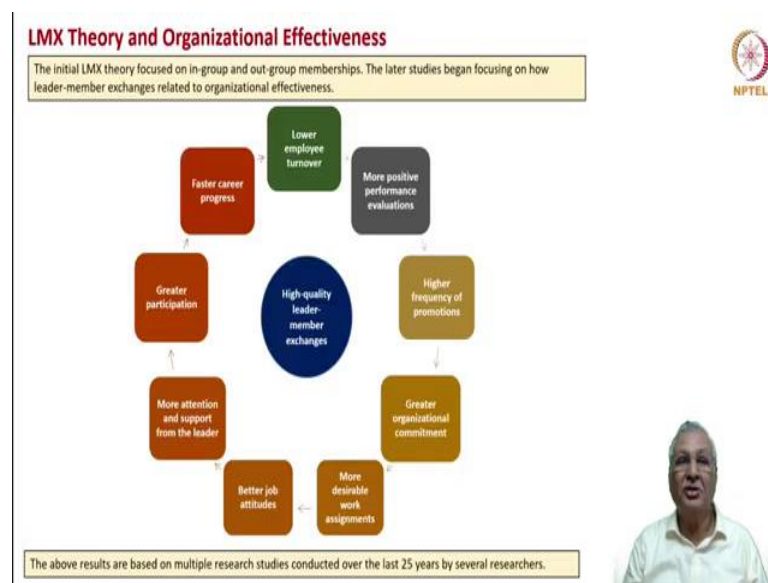 LMX Theory and Organizational Effectiveness
The initial LMX theory focused on in-group and out-group memberships. The later studies began focusing on how
leader-member exchanges related to organizational effectiveness.
NPTEL
Lower
employee
turnover
More positive
performance
evaluations
Higher
frequency of
promotions
Greater
organizational
commitment
More
desirable work
assignments
Better job
attitudes
More attention
and support
from the leader
Greater
participation
Faster career
progress
High-quality
leader-
member
exchanges
The above results are based on multiple research studies conducted over the last 25 years by several researchers.